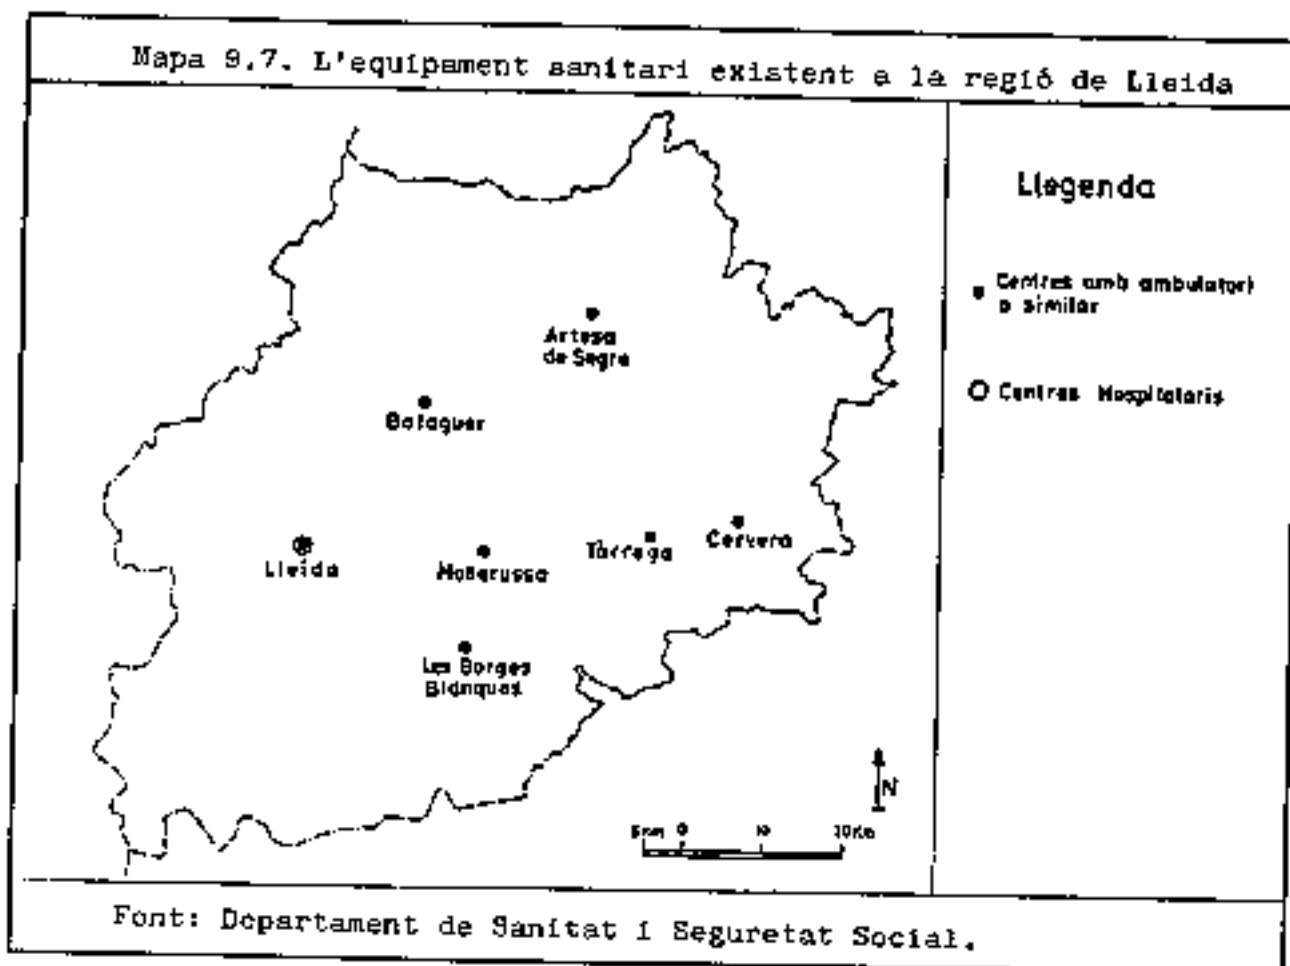 Mapa 9.7. L'equipament sanitari existent a la regió de Lleida
Llegenda
Centres amb ambulatori
o similar
Centres Hospitalaris
Artesa
de Segre
Balaguer
Lleida
Mollerussa
Tàrrega
Cervera
Les Borges
Blanques
N
0
10
Font: Departament de Sanitat i Seguretat Social.